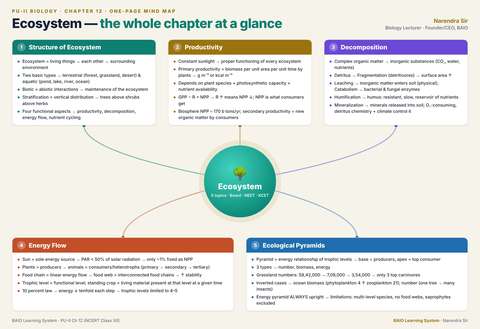 PU-II BIOLOGY · CHAPTER 12 · ONE-PAGE MIND MAP
Ecosystem — the whole chapter at a glance
Narendra Sir
Biology Lecturer · Founder/CEO, BAIO
1 Structure of Ecosystem
Ecosystem = living things ↔ each other ↔ surrounding
environment
Two basic types → terrestrial (forest, grassland, desert) &
aquatic (pond, lake, river, ocean)
Biotic + abiotic interactions → maintenance of the ecosystem
Stratification = vertical distribution → trees above shrubs
above herbs
Four functional aspects → productivity, decomposition,
energy flow, nutrient cycling
2 Productivity
Constant sunlight → proper functioning of every ecosystem
Primary productivity = biomass per unit area per unit time by
plants → g m⁻² or kcal m⁻²
Depends on plant species + photosynthetic capacity +
nutrient availability
GPP − R = NPP → R ↑ means NPP ↓; NPP is what consumers
get
Biosphere NPP ≈ 170 b tons/yr; secondary productivity = new
organic matter by consumers
3 Decomposition
Complex organic matter → inorganic substances (CO₂, water,
nutrients)
Detritus → Fragmentation (detritivores) → surface area ↑
Leaching → inorganic matter enters soil (physical);
Catabolism → bacterial & fungal enzymes
Humification → humus: resistant, slow, reservoir of nutrients
Mineralization → minerals released into soil; O₂-consuming,
detritus chemistry + climate control it
Ecosystem
5 topics · Board · NEET · KCET
4 Energy Flow
Sun = sole energy source → PAR < 50% of solar radiation → only ~1% fixed as NPP
Plants = producers → animals = consumers/heterotrophs (primary → secondary → tertiary)
Food chain = linear energy flow → food web = interconnected food chains → ↑ stability
Trophic level = functional level; standing crop = living material present at that level at a given time
10 percent law → energy ↓ tenfold each step → trophic levels limited to 4–5
5 Ecological Pyramids
Pyramid = energy relationship of trophic levels → base = producers, apex = top consumer
3 types → number, biomass, energy
Grassland numbers: 58,42,000 → 7,08,000 → 3,54,000 → only 3 top carnivores
Inverted cases → ocean biomass (phytoplankton ↓ ↑ zooplankton 21); number (one tree → many
insects)
Energy pyramid ALWAYS upright → limitations: multi-level species, no food webs, saprophytes
excluded
BAIO Learning System · PU-II Ch 12 (NCERT Class XII)
BAIO Learning System · Narendra Sir